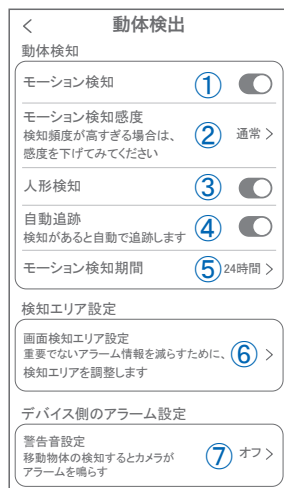 < 動体検出
動体検知
モーション検知 ①
モーション検知感度
検知頻度が高すぎる場合は、
感度を下げてみてください
② 通常 >
人形検知 ③
自動追跡
検知があると自動で追跡します
④
モーション検知期間 ⑤ 24時間 >
検知エリア設定
画面検知エリア設定
重要でないアラーム情報を減らすために、
検知エリアを調整します
⑥ >
デバイス側のアラーム設定
警告音設定
移動物体の検知するとカメラが
アラームを鳴らす
⑦ オフ >